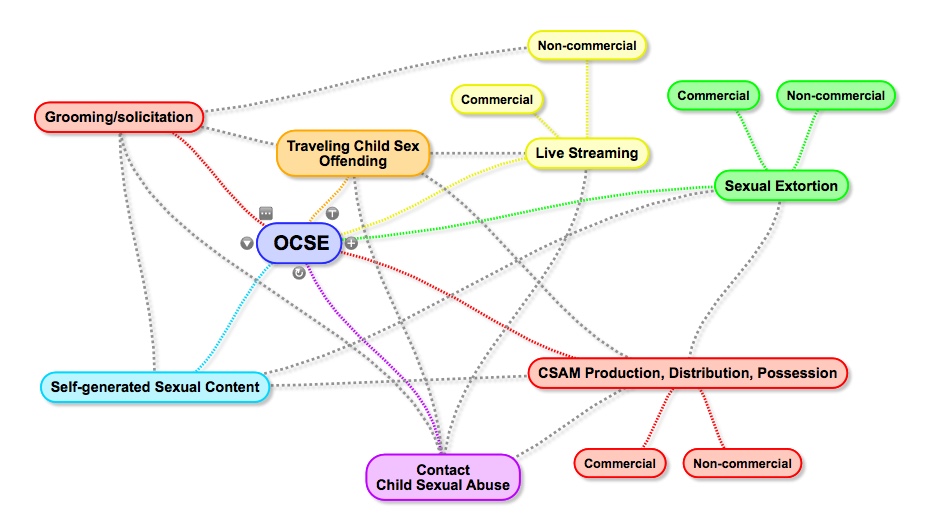 Non-commercial
Commercial
Commercial
Non-commercial
Grooming/solicitation
Traveling Child Sex
Offending
Live Streaming
Sexual Extortion
OCSE
Self-generated Sexual Content
CSAM Production, Distribution, Possession
Commercial
Non-commercial
Contact
Child Sexual Abuse